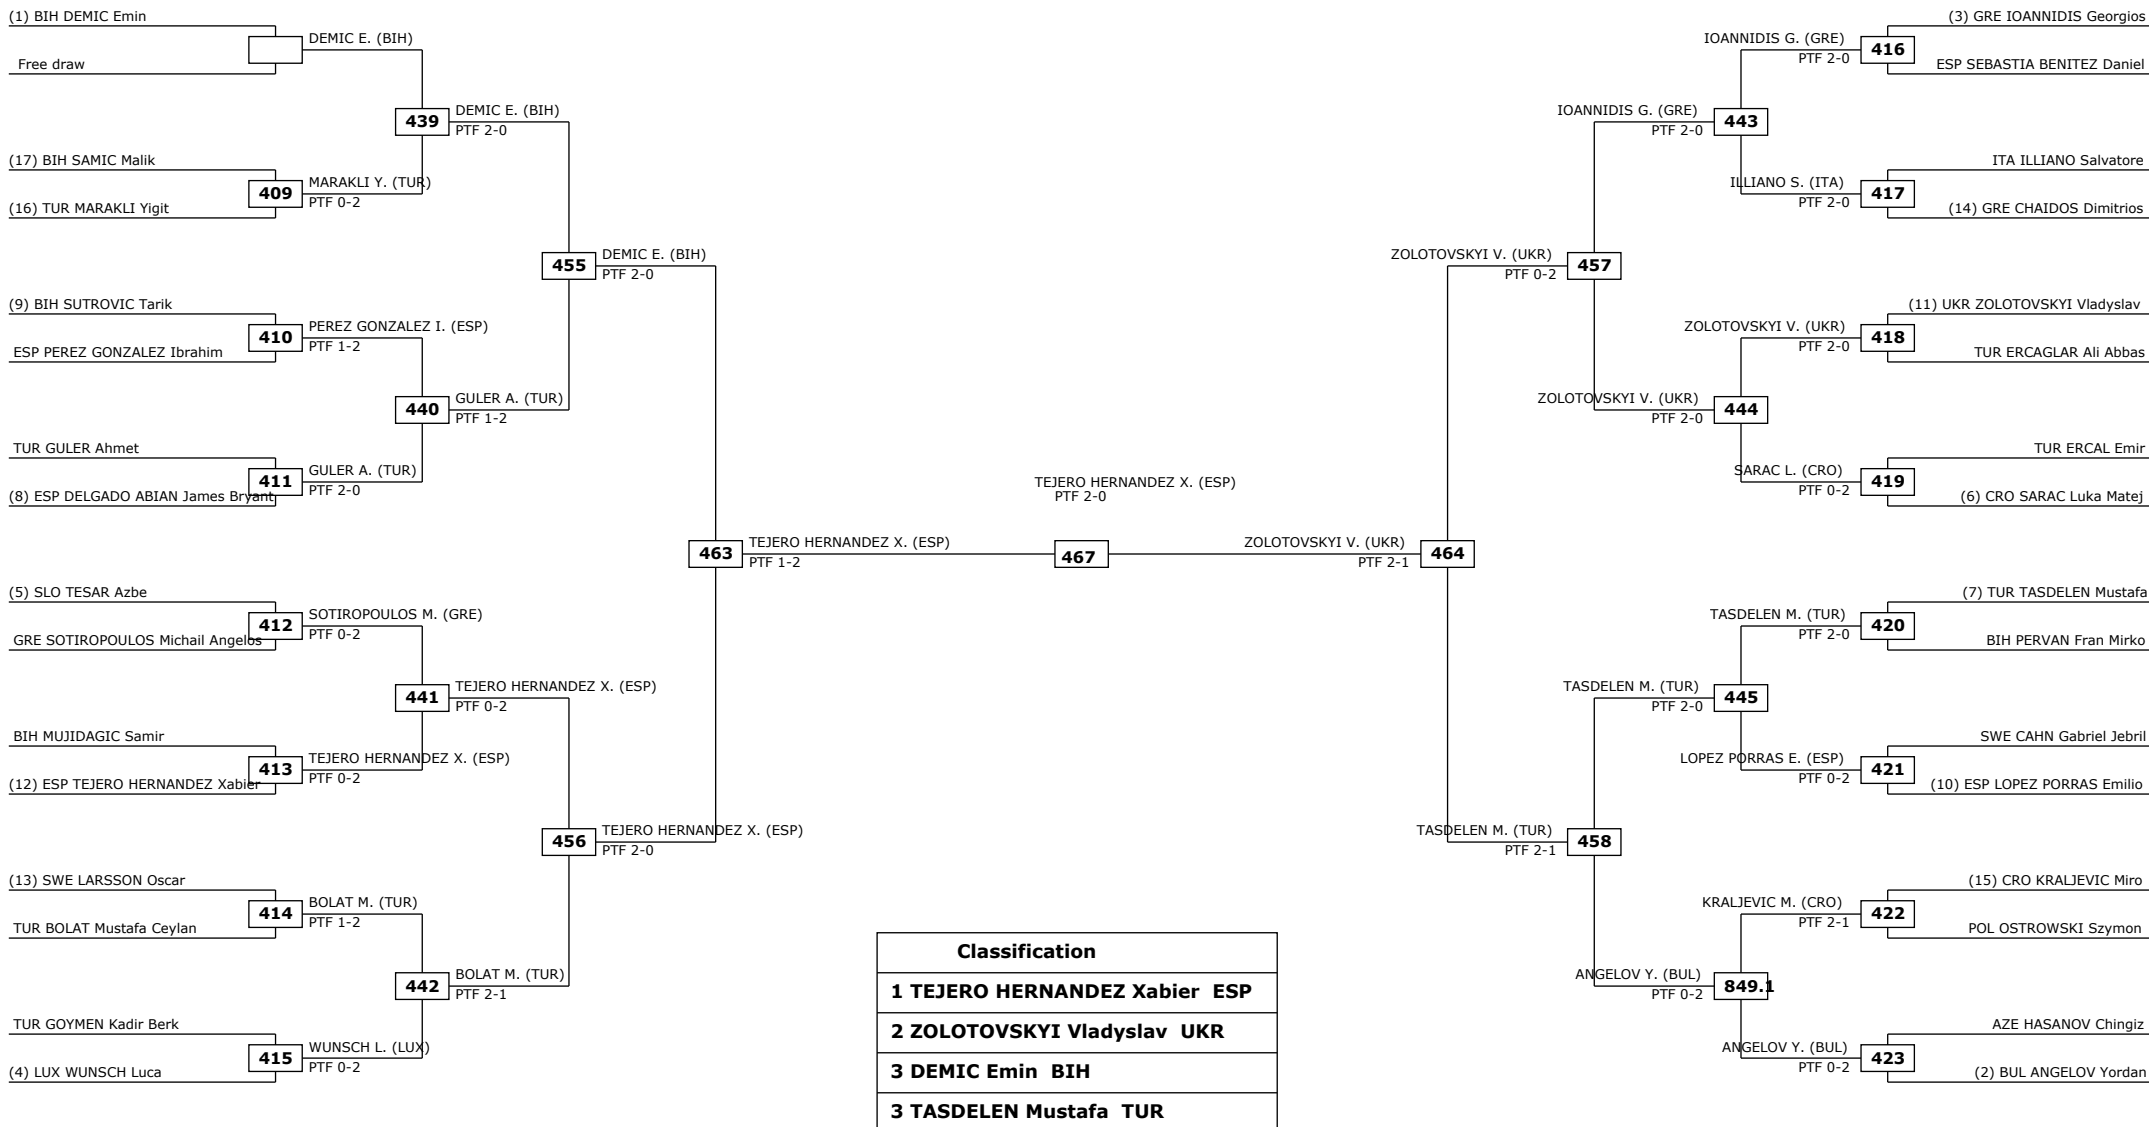 (1) BIH DEMIC Emin
DEMIC E. (BIH)
Free draw
439
DEMIC E. (BIH)
PTF 2-0
(17) BIH SAMIC Malik
409
MARAKLI Y. (TUR)
PTF 0-2
(16) TUR MARAKLI Yigit
455
DEMIC E. (BIH)
PTF 2-0
(9) BIH SUTROVIC Tarik
410
PEREZ GONZALEZ I. (ESP)
PTF 1-2
ESP PEREZ GONZALEZ Ibrahim
440
GULER A. (TUR)
PTF 1-2
TUR GULER Ahmet
411
GULER A. (TUR)
PTF 2-0
(8) ESP DELGADO ABIAN James Bryant
463
TEJERO HERNANDEZ X. (ESP)
PTF 1-2
(5) SLO TESAR Azbe
412
SOTIROPOULOS M. (GRE)
PTF 0-2
GRE SOTIROPOULOS Michail Angelos
441
TEJERO HERNANDEZ X. (ESP)
PTF 0-2
BIH MUJIDAGIC Samir
413
TEJERO HERNANDEZ X. (ESP)
PTF 0-2
(12) ESP TEJERO HERNANDEZ Xabier
456
TEJERO HERNANDEZ X. (ESP)
PTF 2-0
(13) SWE LARSSON Oscar
414
BOLAT M. (TUR)
PTF 1-2
TUR BOLAT Mustafa Ceylan
442
BOLAT M. (TUR)
PTF 2-1
TUR GOYMEN Kadir Berk
415
WUNSCH L. (LUX)
PTF 0-2
(4) LUX WUNSCH Luca
TEJERO HERNANDEZ X. (ESP)
PTF 2-0
467
(3) GRE IOANNIDIS Georgios
IOANNIDIS G. (GRE)
PTF 2-0
416
ESP SEBASTIA BENITEZ Daniel
IOANNIDIS G. (GRE)
PTF 2-0
443
ITA ILLIANO Salvatore
ILLIANO S. (ITA)
PTF 2-0
417
(14) GRE CHAIDOS Dimitrios
ZOLOTOVSKYI V. (UKR)
PTF 0-2
457
(11) UKR ZOLOTOVSKYI Vladyslav
ZOLOTOVSKYI V. (UKR)
PTF 2-0
418
TUR ERCAGLAR Ali Abbas
ZOLOTOVSKYI V. (UKR)
PTF 2-0
444
TUR ERCAL Emir
SARAC L. (CRO)
PTF 0-2
419
(6) CRO SARAC Luka Matej
ZOLOTOVSKYI V. (UKR)
PTF 2-1
464
(7) TUR TASDELEN Mustafa
TASDELEN M. (TUR)
PTF 2-0
420
BIH PERVAN Fran Mirko
TASDELEN M. (TUR)
PTF 2-0
445
SWE CAHN Gabriel Jebril
LOPEZ PORRAS E. (ESP)
PTF 0-2
421
(10) ESP LOPEZ PORRAS Emilio
TASDELEN M. (TUR)
PTF 2-1
458
(15) CRO KRALJEVIC Miro
KRALJEVIC M. (CRO)
PTF 2-1
422
POL OSTROWSKI Szymon
ANGELOV Y. (BUL)
PTF 0-2
849.1
AZE HASANOV Chingiz
ANGELOV Y. (BUL)
PTF 0-2
423
(2) BUL ANGELOV Yordan
Classification
1 TEJERO HERNANDEZ Xabier ESP
2 ZOLOTOVSKYI Vladyslav UKR
3 DEMIC Emin BIH
3 TASDELEN Mustafa TUR